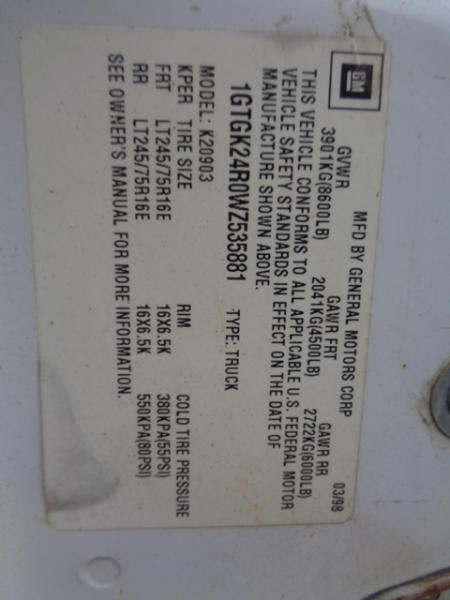 GM
MFD BY GENERAL MOTORS CORP 03/98
GVWR GAWR FRT GAWR RR
3901KG(8600LB) 2041KG(4500LB) 2722KG(6000LB)
THIS VEHICLE CONFORMS TO ALL APPLICABLE U.S. FEDERAL MOTOR
VEHICLE SAFETY STANDARDS IN EFFECT ON THE DATE OF
MANUFACTURE SHOWN ABOVE.
1GTGK24R0WZ535881 TYPE: TRUCK
MODEL: K20903
KPER TIRE SIZE RIM COLD TIRE PRESSURE
FRT LT245/75R16E 16X6.5K 380KPA(55PSI)
RR LT245/75R16E 16X6.5K 550KPA(80PSI)
SEE OWNER'S MANUAL FOR MORE INFORMATION.